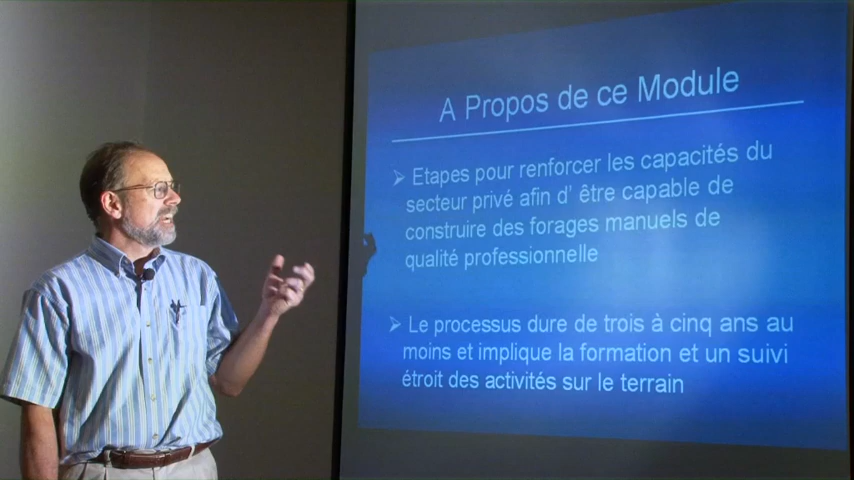 A Propos de ce Module
➢ Etapes pour renforcer les capacités du
secteur privé afin d' être capable de
construire des forages manuels de
qualité professionnelle
➢ Le processus dure de trois à cinq ans au
moins et implique la formation et un suivi
étroit des activités sur le terrain